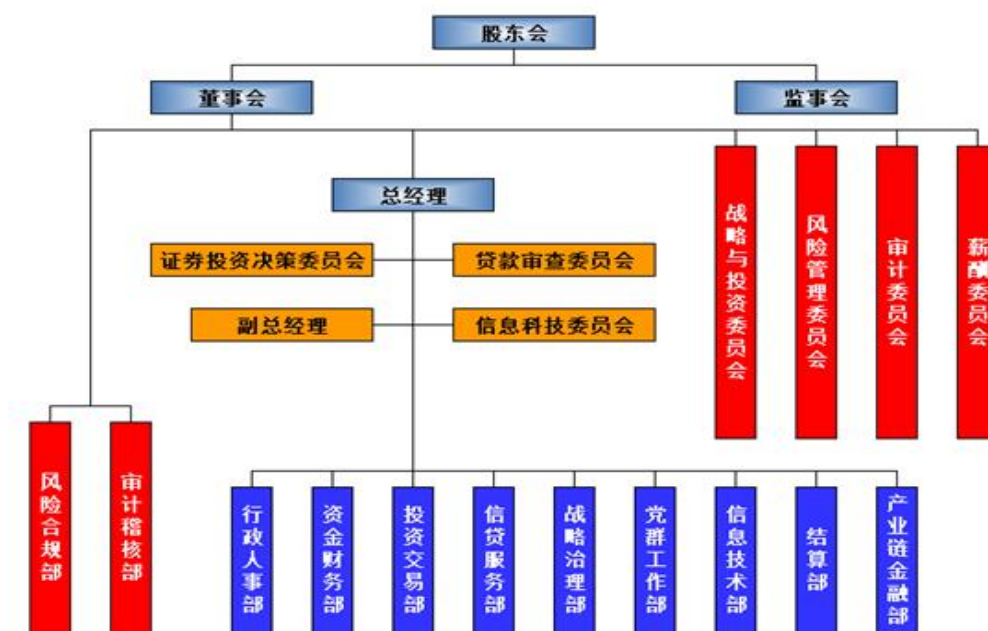 股东会
董事会
监事会
总经理
证券投资决策委员会
贷款审查委员会
副总经理
信息科技委员会
战略与投资委员会
风险管理委员会
审计委员会
薪酬委员会
风险合规部
审计稽核部
行政人事部
资金财务部
投资交易部
信贷服务部
战略治理部
党群工作部
信息技术部
结算部
产业链金融部